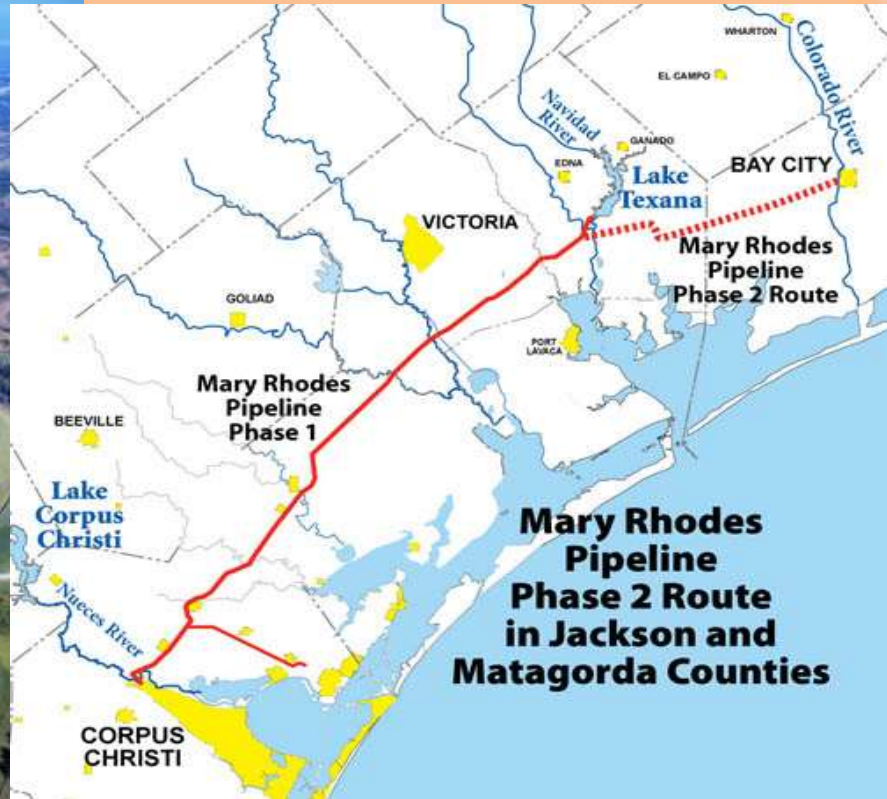 WHARTON
Colorado River
EL CAMPO
Navidad
River
GANADO
EDNA
BAY CITY
Lake
Texana
VICTORIA
Mary Rhodes
Pipeline
Phase 2 Route
GOLIAD
PORT
LAVACA
Mary Rhodes
Pipeline
Phase 1
BEEVILLE
Lake
Corpus
Christi
Nueces River
Mary Rhodes
Pipeline
Phase 2 Route
in Jackson and
Matagorda Counties
CORPUS
CHRISTI